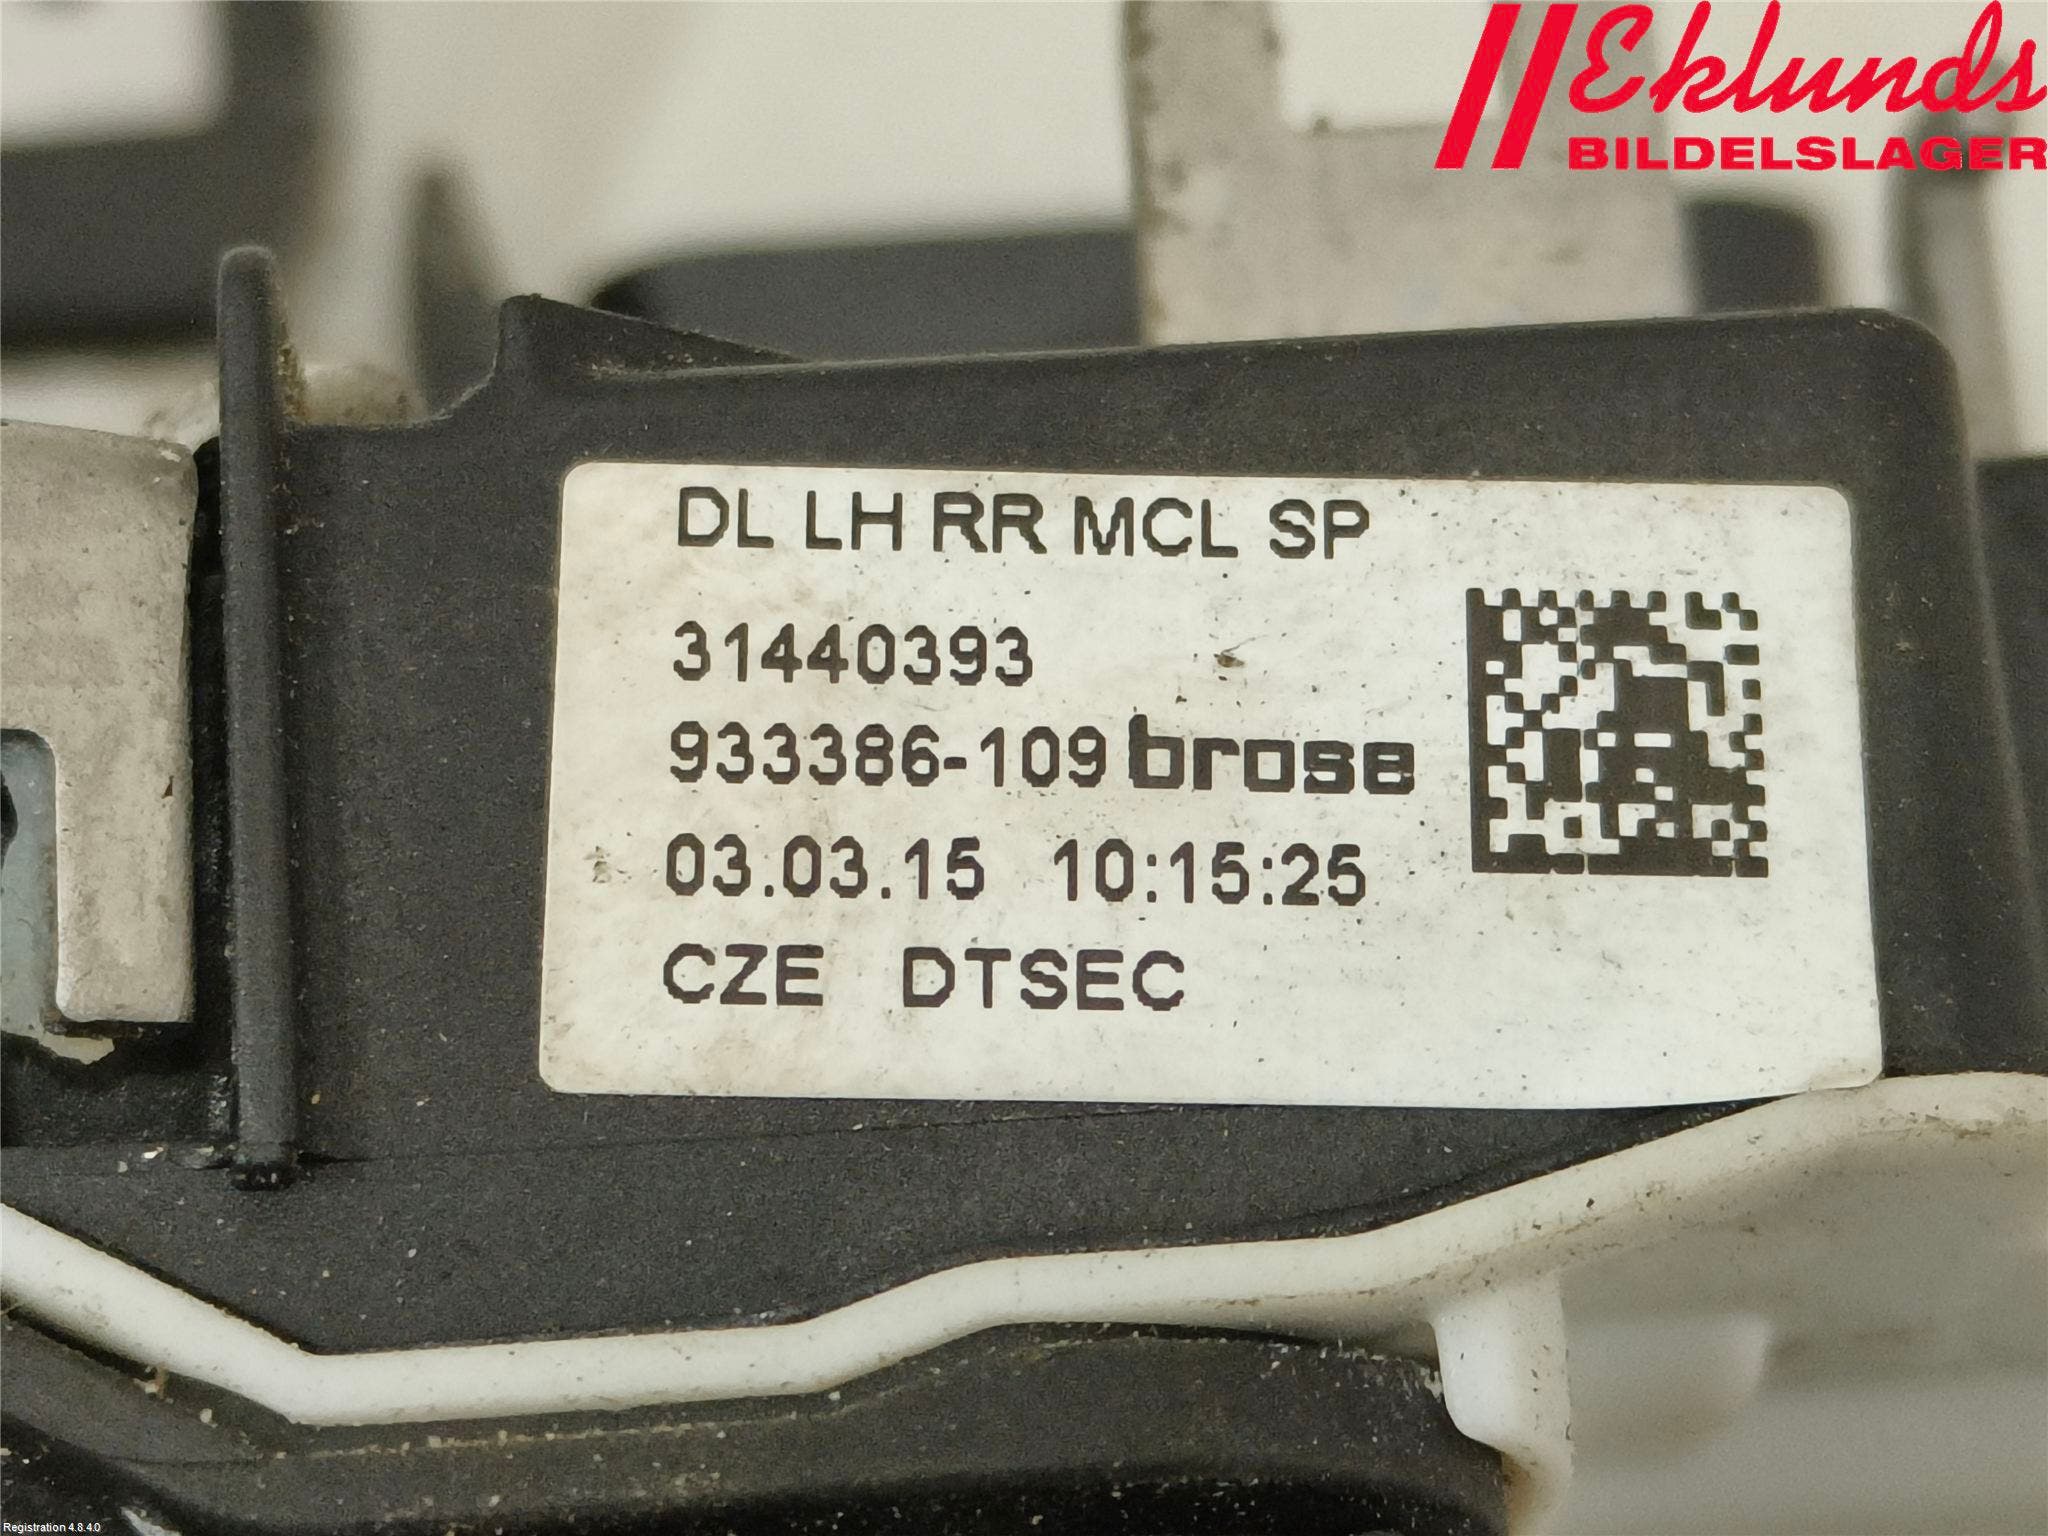 Eklunds
BILDELSLAGER
DL LH RR MCL SP
31440393
933386-109 brose
03.03.15 10:15:25
CZE DTSEC
Registration 4.8.4.0